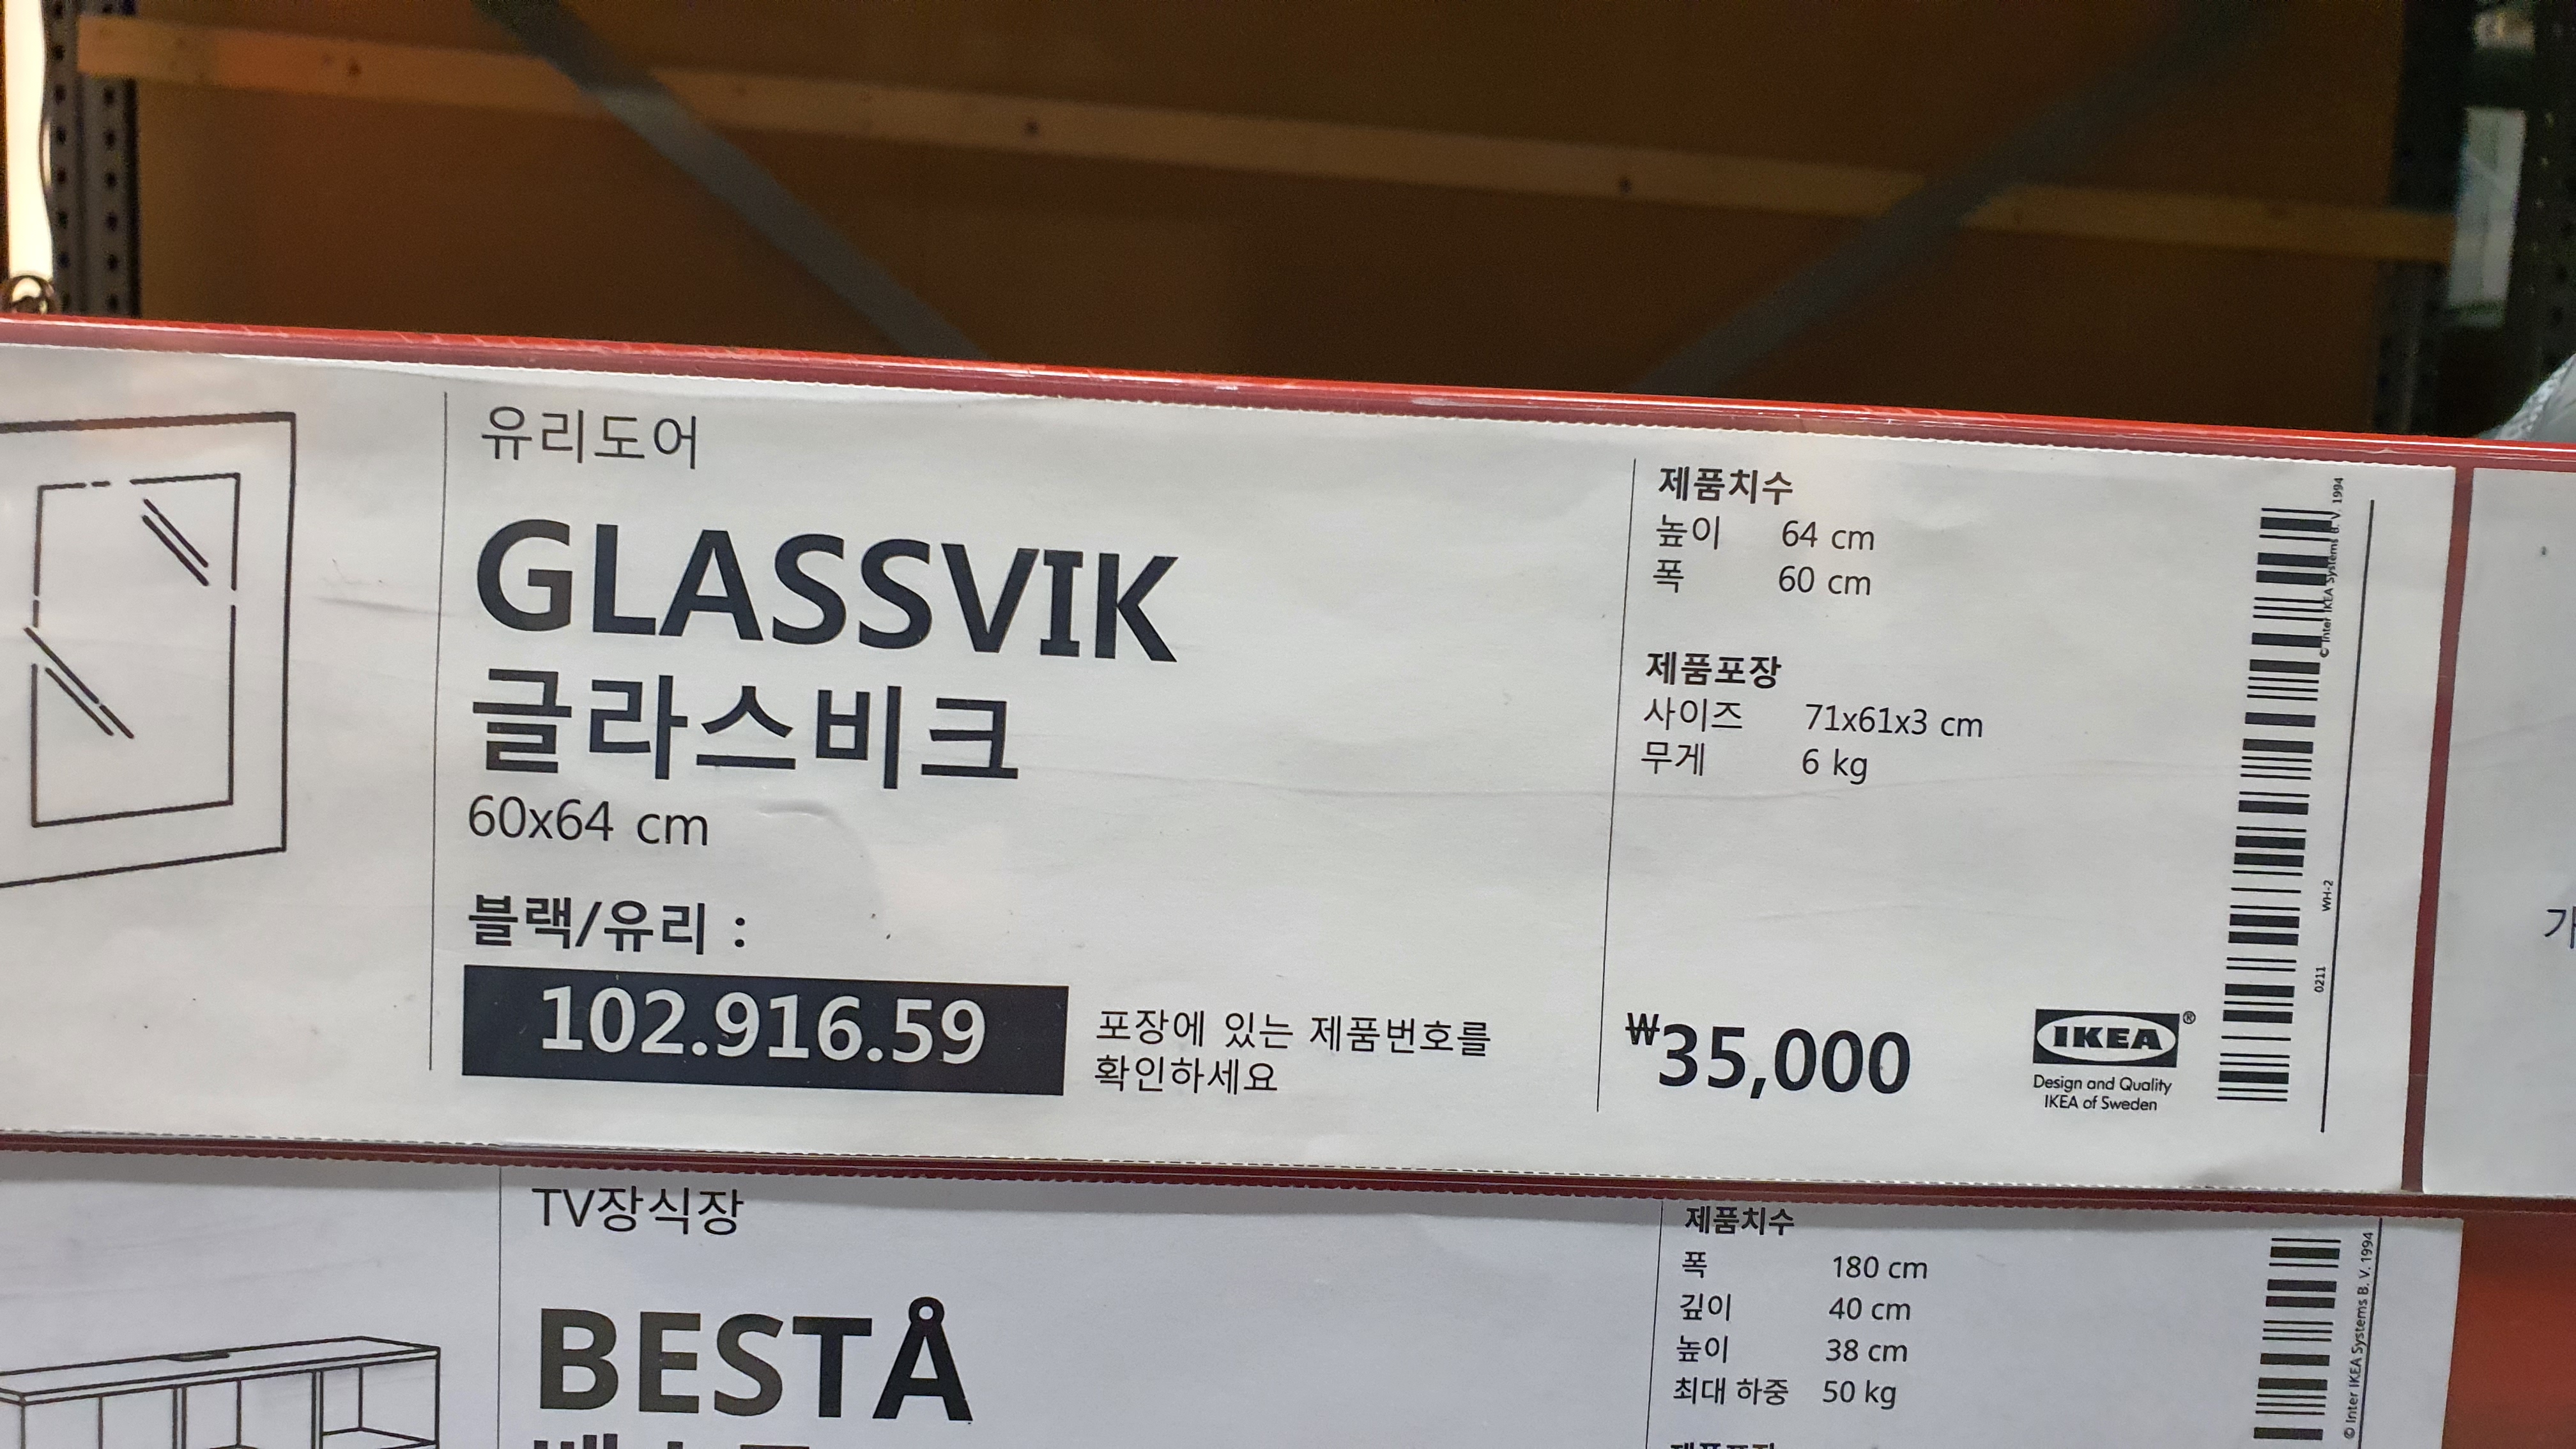 유리도어
GLASSVIK
글라스비크
60x64 cm
블랙/유리 :
102.916.59
포장에 있는 제품번호를
확인하세요
제품치수
높이 64 cm
폭 60 cm
제품포장
사이즈 71x61x3 cm
무게 6 kg
₩35,000
IKEA®
Design and Quality
IKEA of Sweden
© Inter IKEA Systems B. V. 1994
WH-2
0211
TV장식장
BESTÅ
제품치수
폭 180 cm
깊이 40 cm
높이 38 cm
최대 하중 50 kg
© Inter IKEA Systems B. V. 1994